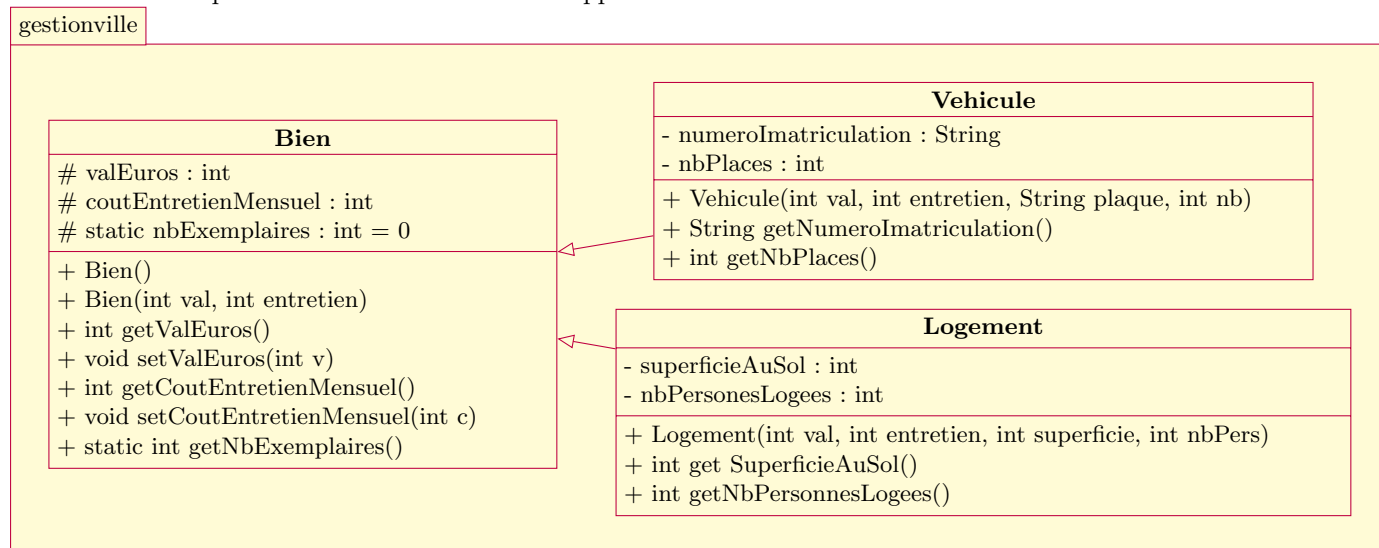 gestionville
Bien
# valEuros : int
# coutEntretienMensuel : int
# static nbExemplaires : int = 0
+ Bien()
+ Bien(int val, int entretien)
+ int getValEuros()
+ void setValEuros(int v)
+ int getCoutEntretienMensuel()
+ void setCoutEntretienMensuel(int c)
+ static int getNbExemplaires()
Vehicule
- numeroImatriculation : String
- nbPlaces : int
+ Vehicule(int val, int entretien, String plaque, int nb)
+ String getNumeroImatriculation()
+ int getNbPlaces()
Logement
- superficieAuSol : int
- nbPersonesLogees : int
+ Logement(int val, int entretien, int superficie, int nbPers)
+ int get SuperficieAuSol()
+ int getNbPersonnesLogees()